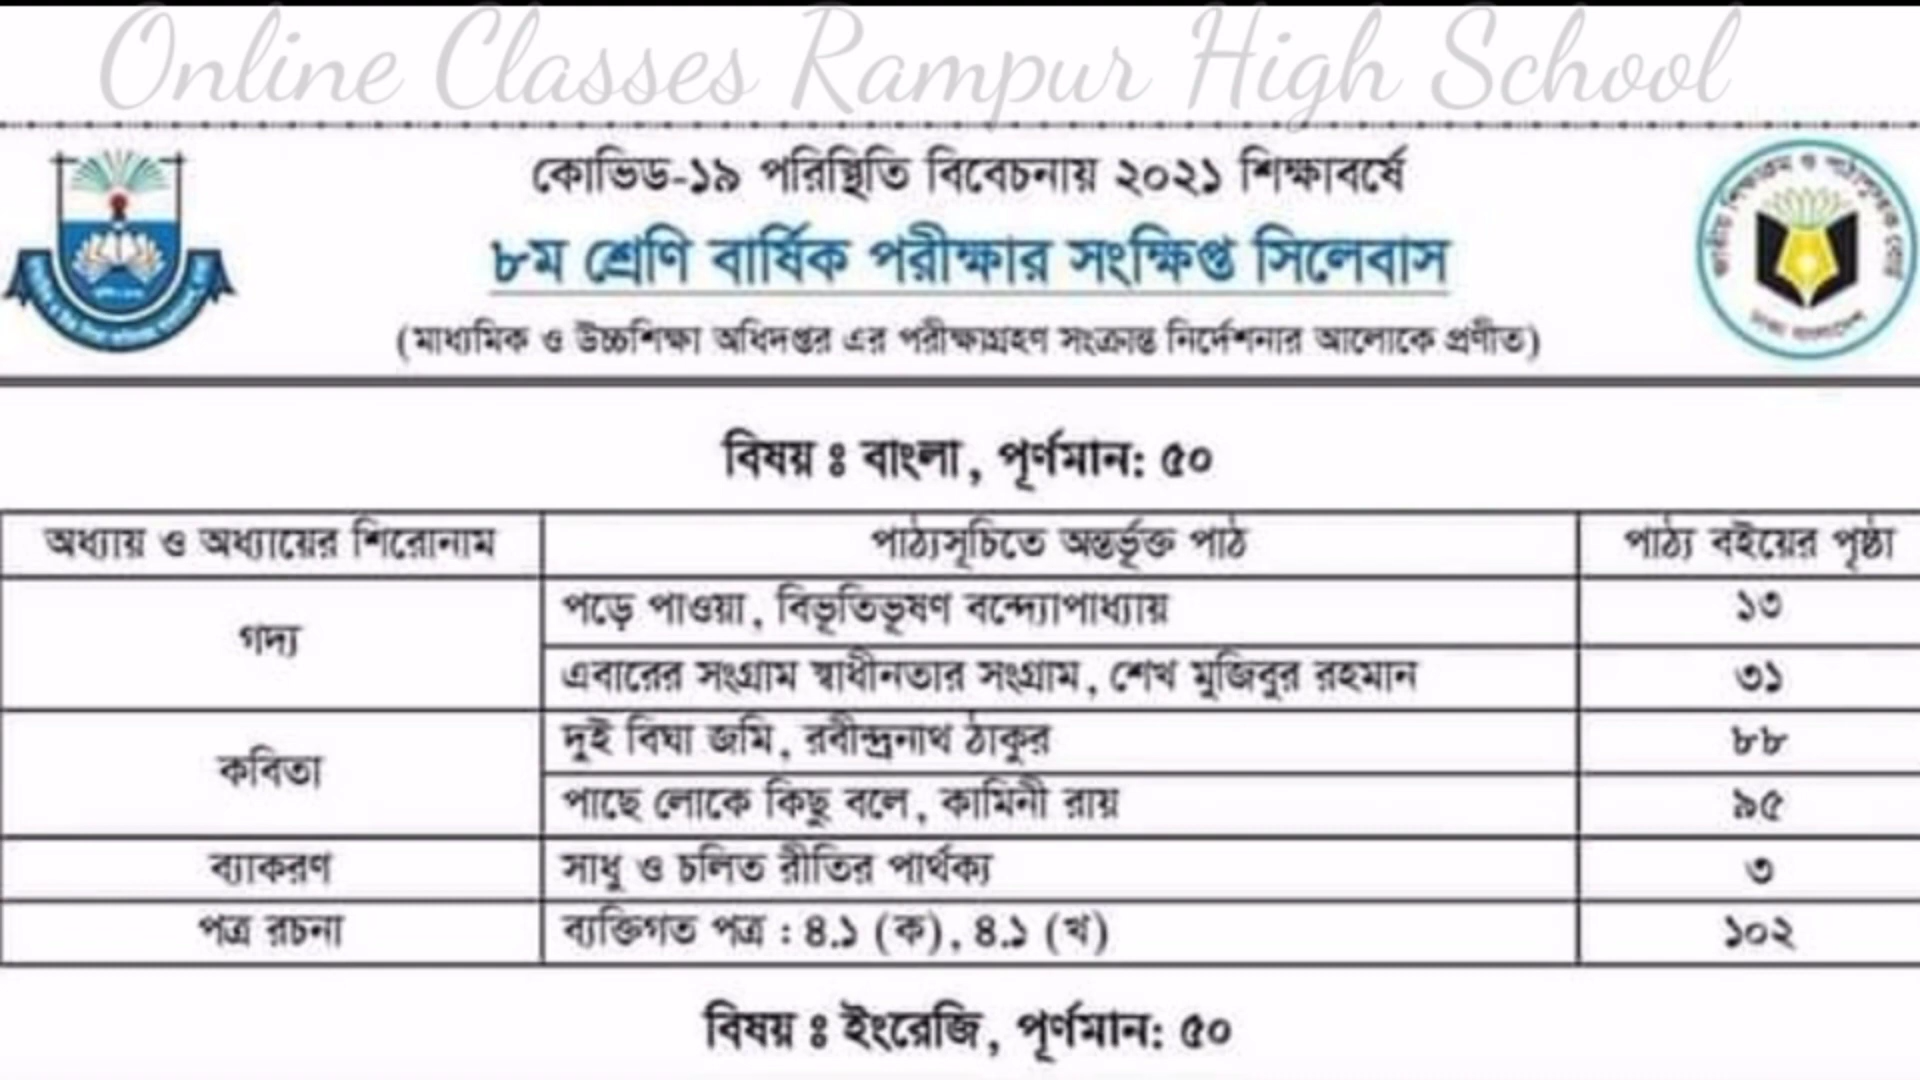 Online Classes Rampur High School
কোভিড-১৯ পরিস্থিতি বিবেচনায় ২০২১ শিক্ষাবর্ষে
৮ম শ্রেণি বার্ষিক পরীক্ষার সংক্ষিপ্ত সিলেবাস
(মাধ্যমিক ও উচ্চশিক্ষা অধিদপ্তর এর পরীক্ষাগ্রহণ সংক্রান্ত নির্দেশনার আলোকে প্রণীত)
জাতীয় শিক্ষাক্রম ও পাঠ্যপুস্তক বোর্ড
বিষয় ঃ বাংলা, পূর্ণমান: ৫০
অধ্যায় ও অধ্যায়ের শিরোনাম পাঠ্যসূচিতে অন্তর্ভূক্ত পাঠ পাঠ্য বইয়ের পৃষ্ঠা
গদ্য
পড়ে পাওয়া, বিভূতিভূষণ বন্দ্যোপাধ্যায় ১৩
এবারের সংগ্রাম স্বাধীনতার সংগ্রাম, শেখ মুজিবুর রহমান ৩১
কবিতা
দুই বিঘা জমি, রবীন্দ্রনাথ ঠাকুর ৮৮
পাছে লোকে কিছু বলে, কামিনী রায় ৯৫
ব্যাকরণ সাধু ও চলিত রীতির পার্থক্য ৩
পত্র রচনা ব্যক্তিগত পত্র : ৪.১ (ক), ৪.১ (খ) ১০২
বিষয় ঃ ইংরেজি, পূর্ণমান: ৫০